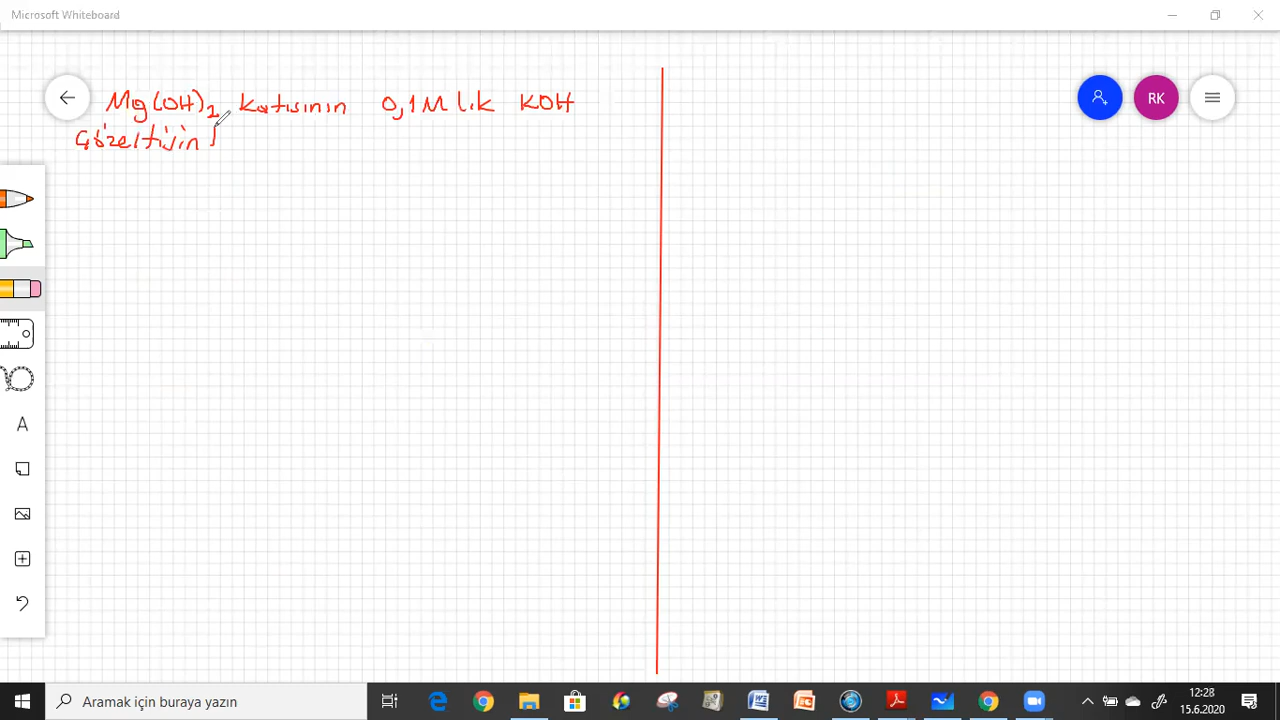 Microsoft Whiteboard
Mg(OH)₂ katısının 0,1M lık KOH
çözeltisin
RK
A
Aramak için buraya yazın
12:28
15.6.2020